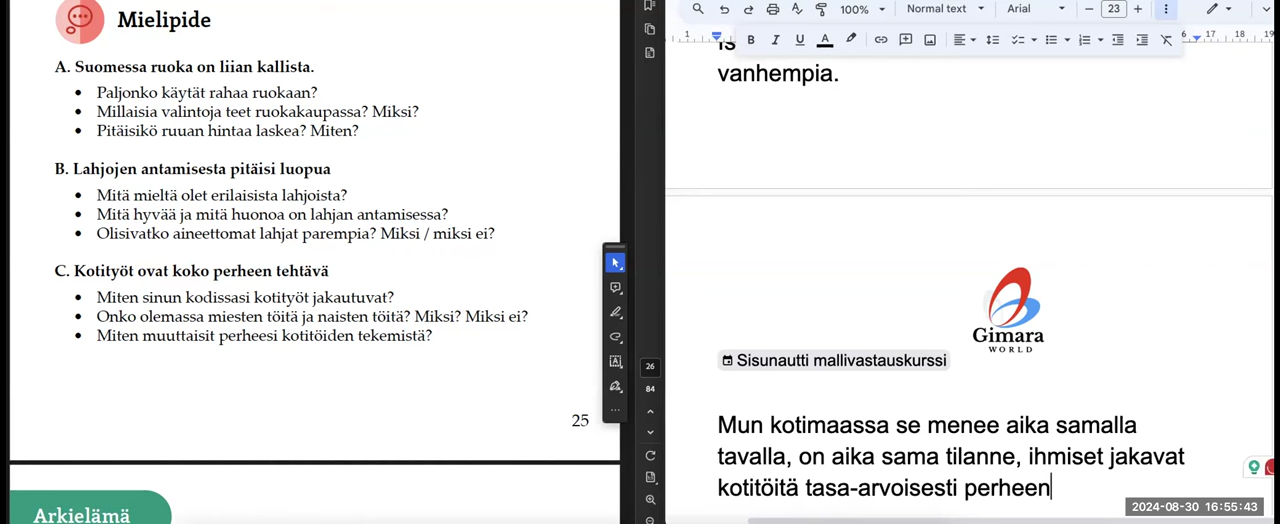 Mielipide
A. Suomessa ruoka on liian kallista.
• Paljonko käytät rahaa ruokaan?
• Millaisia valintoja teet ruokakaupassa? Miksi?
• Pitäisikö ruuan hintaa laskea? Miten?
B. Lahjojen antamisesta pitäisi luopua
• Mitä mieltä olet erilaisista lahjoista?
• Mitä hyvää ja mitä huonoa on lahjan antamisessa?
• Olisivatko aineettomat lahjat parempia? Miksi / miksi ei?
C. Kotityöt ovat koko perheen tehtävä
• Miten sinun kodissasi kotityöt jakautuvat?
• Onko olemassa miesten töitä ja naisten töitä? Miksi? Miksi ei?
• Miten muuttaisit perheesi kotitöiden tekemistä?
25
Arkielämä
26
84
100%
Normal text
Arial
23
B I U A
1
16 17 18 19
vanhempia.
Gimara
WORLD
Sisunautti mallivastauskurssi
Mun kotimaassa se menee aika samalla
tavalla, on aika sama tilanne, ihmiset jakavat
kotitöitä tasa-arvoisesti perheen
2024-08-30 16:55:43